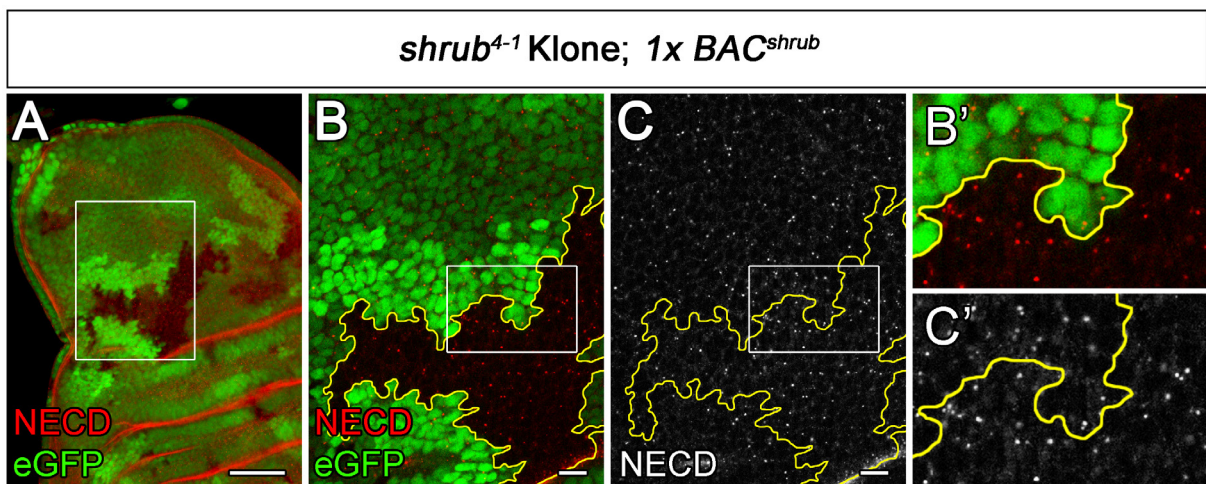 shrub4-1 Klone; 1x BACshrub
A
NECD
eGFP
B
NECD
eGFP
C
NECD
B’
C’